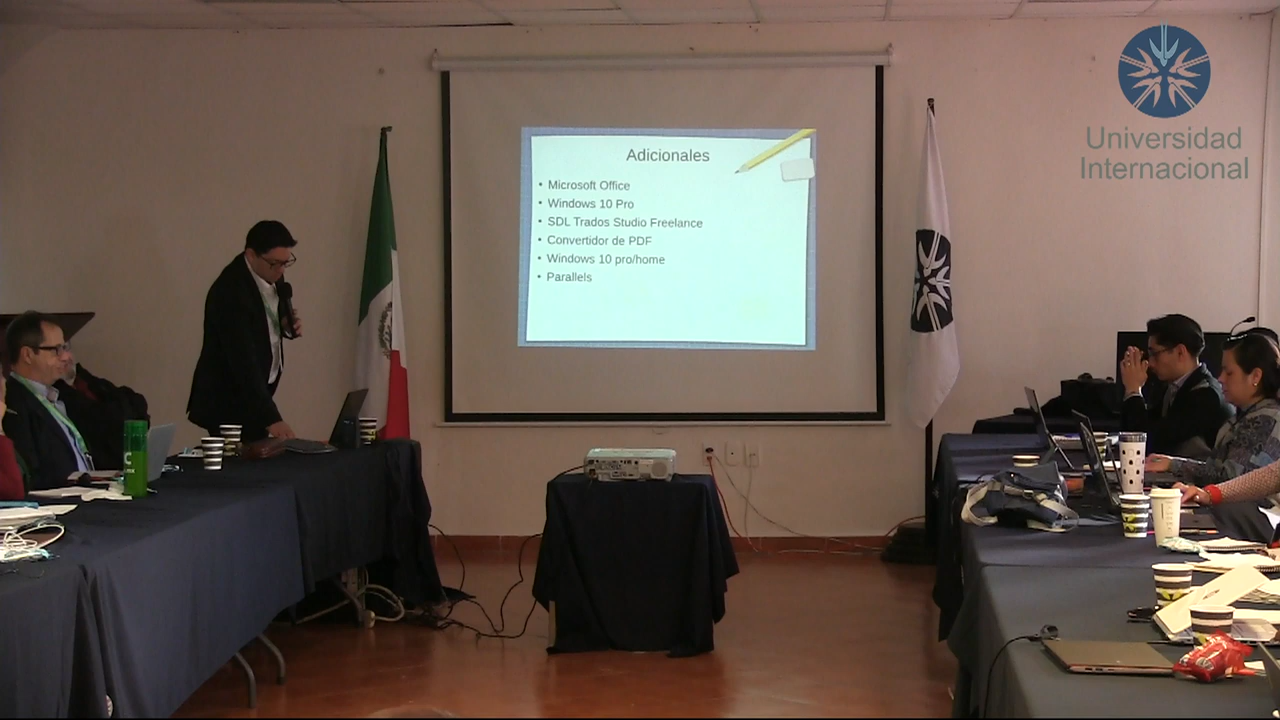 Universidad
Internacional
Adicionales
• Microsoft Office
• Windows 10 Pro
• SDL Trados Studio Freelance
• Convertidor de PDF
• Windows 10 pro/home
• Parallels